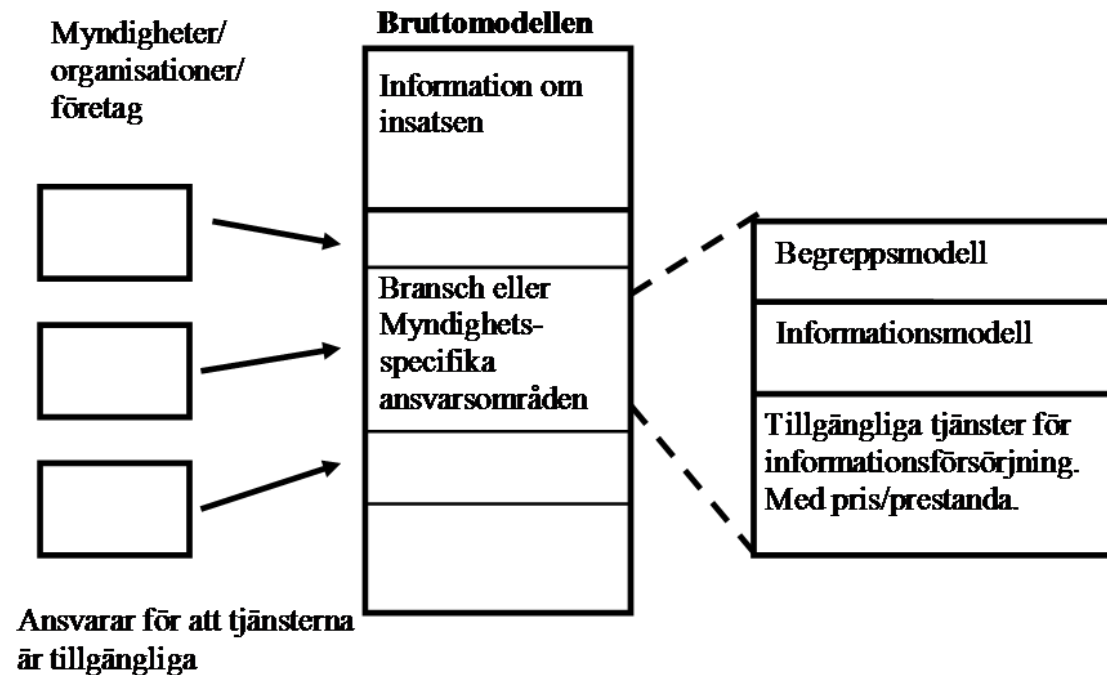 Myndigheter/
organisationer/
företag
Bruttomodellen
Information om
insatsen
Bransch eller
Myndighets-
specifika
ansvarsområden
Begreppsmodell
Informationsmodell
Tillgängliga tjänster för
informationsförsörjning.
Med pris/prestanda.
Ansvarar för att tjänsterna
är tillgängliga